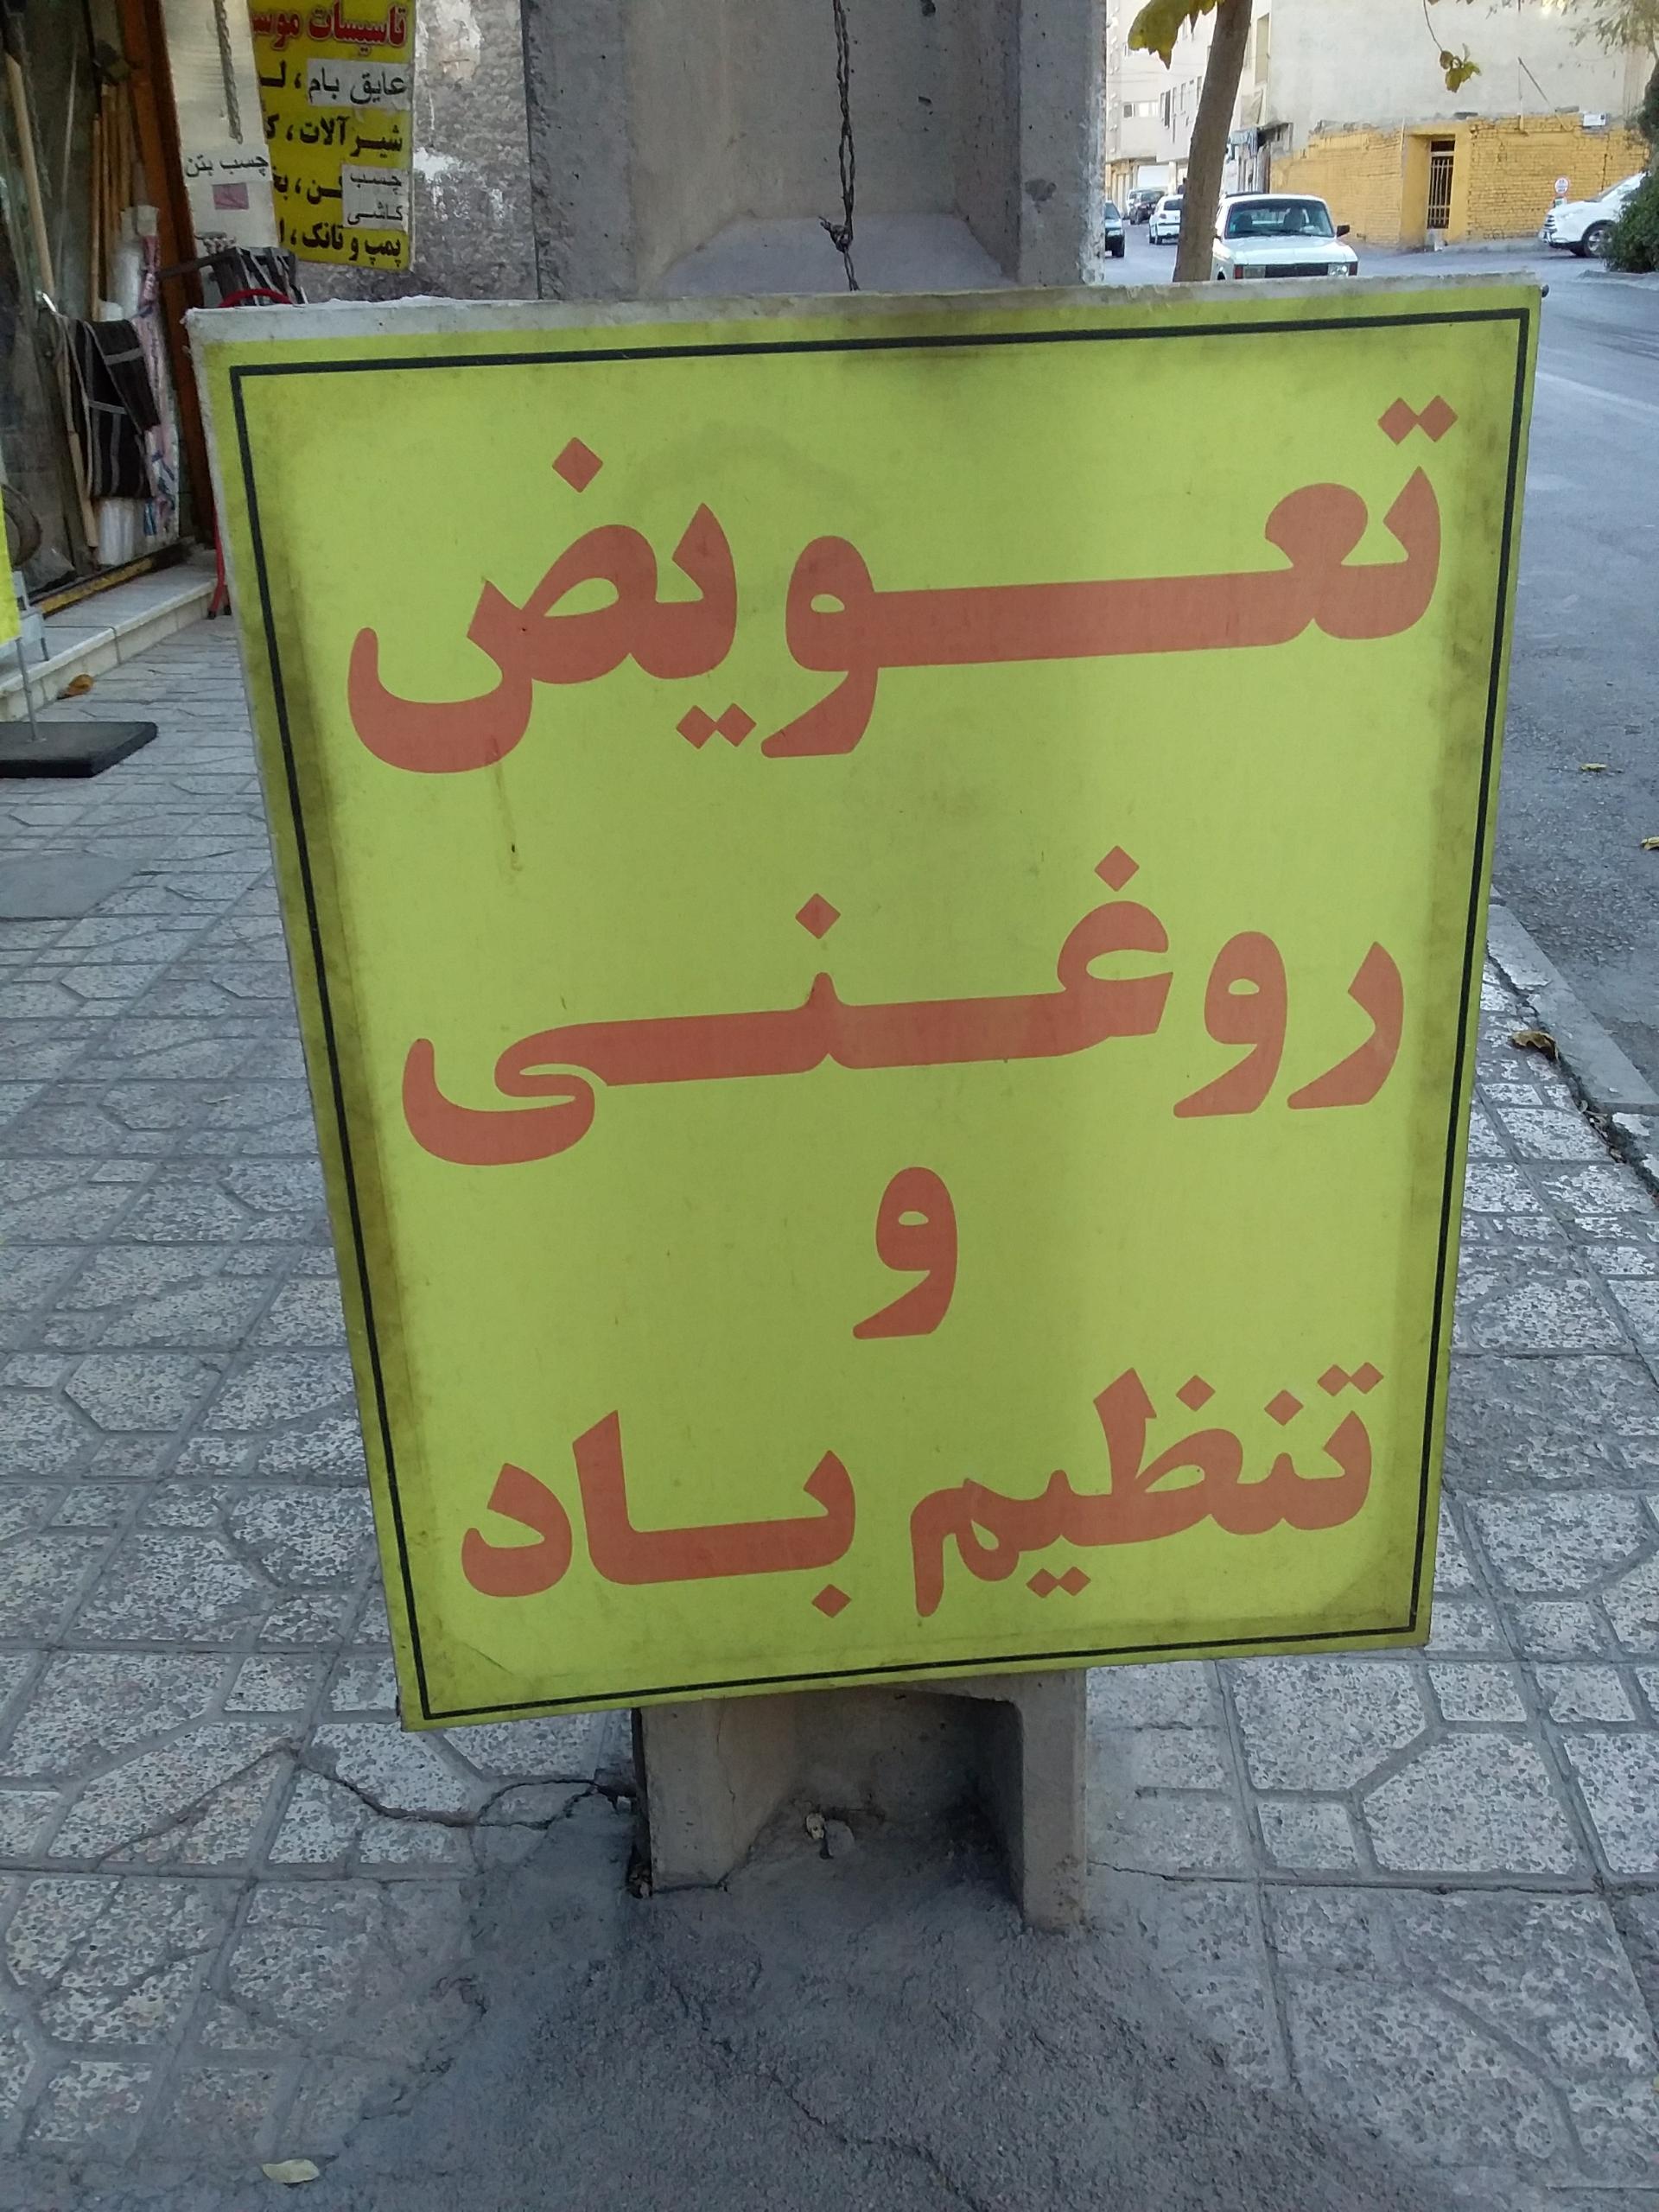 تاسیسات
عایق بام ،
شیرآلات ،
چسب
کاشی
پمپ و تانک ،
چسب بتن
تعویض
روغنی
و
تنظیم باد